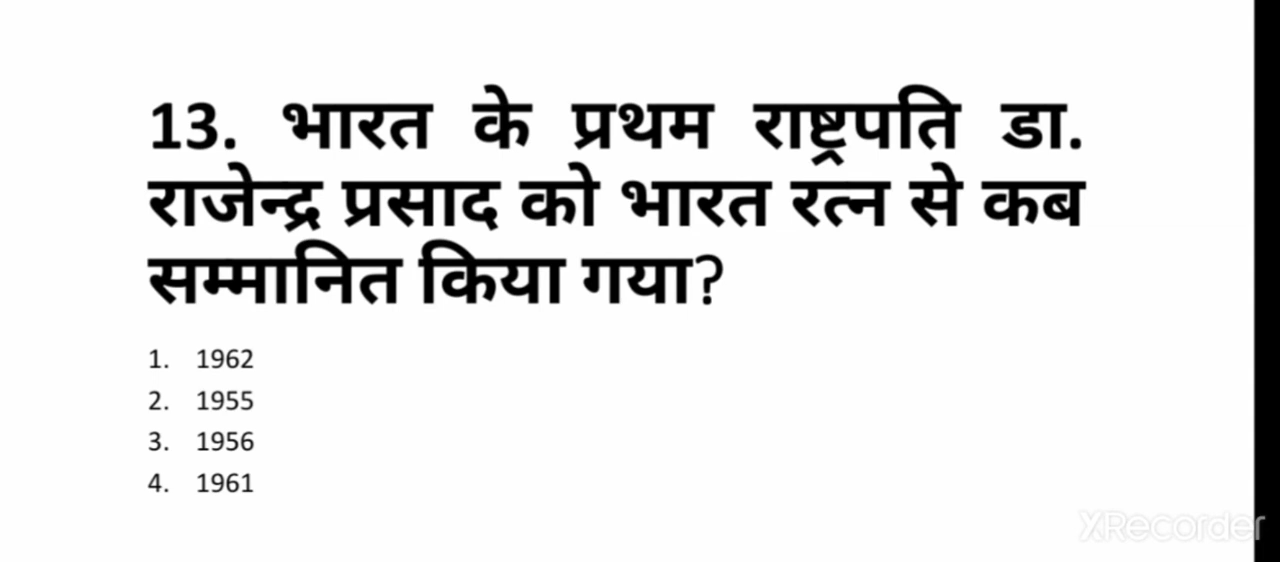 13. भारत के प्रथम राष्ट्रपति डा.
राजेन्द्र प्रसाद को भारत रत्न से कब
सम्मानित किया गया?
1. 1962
2. 1955
3. 1956
4. 1961
XRecorder